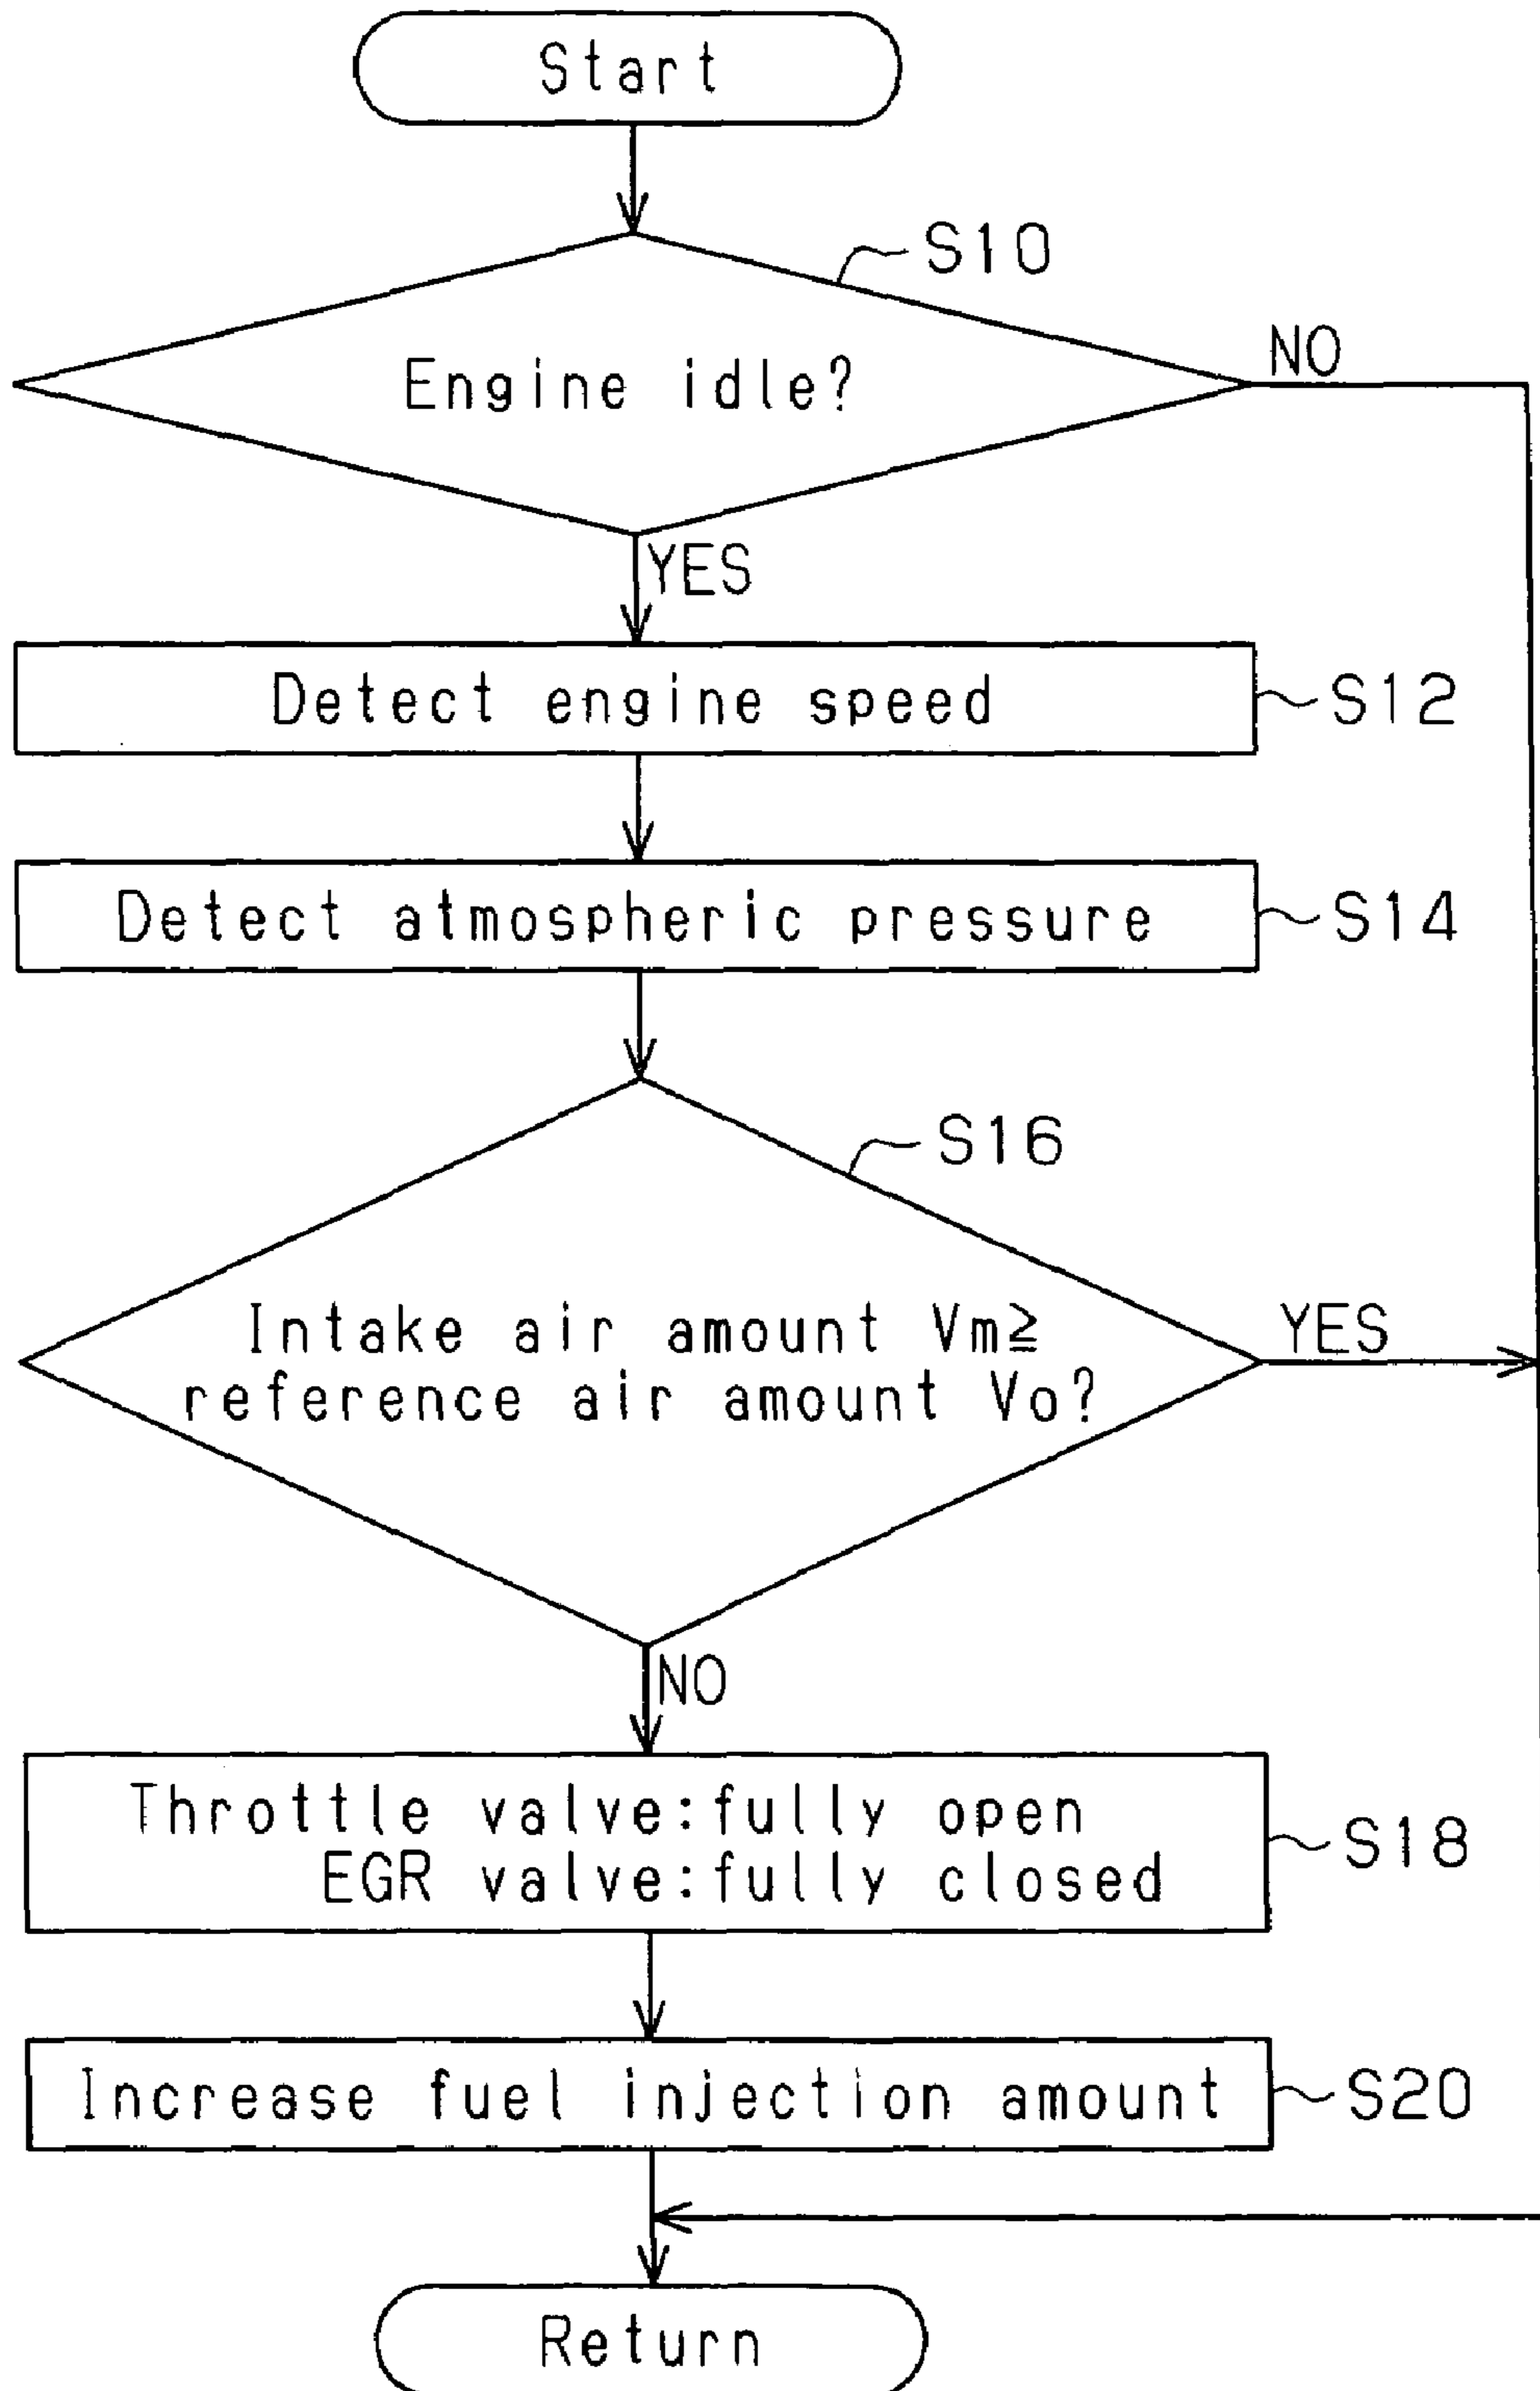 Start
S10
Engine idle?
NO
YES
Detect engine speed
S12
Detect atmospheric pressure
S14
S16
Intake air amount Vm≧
reference air amount Vo?
YES
NO
Throttle valve:fully open
EGR valve:fully closed
S18
Increase fuel injection amount
S20
Return